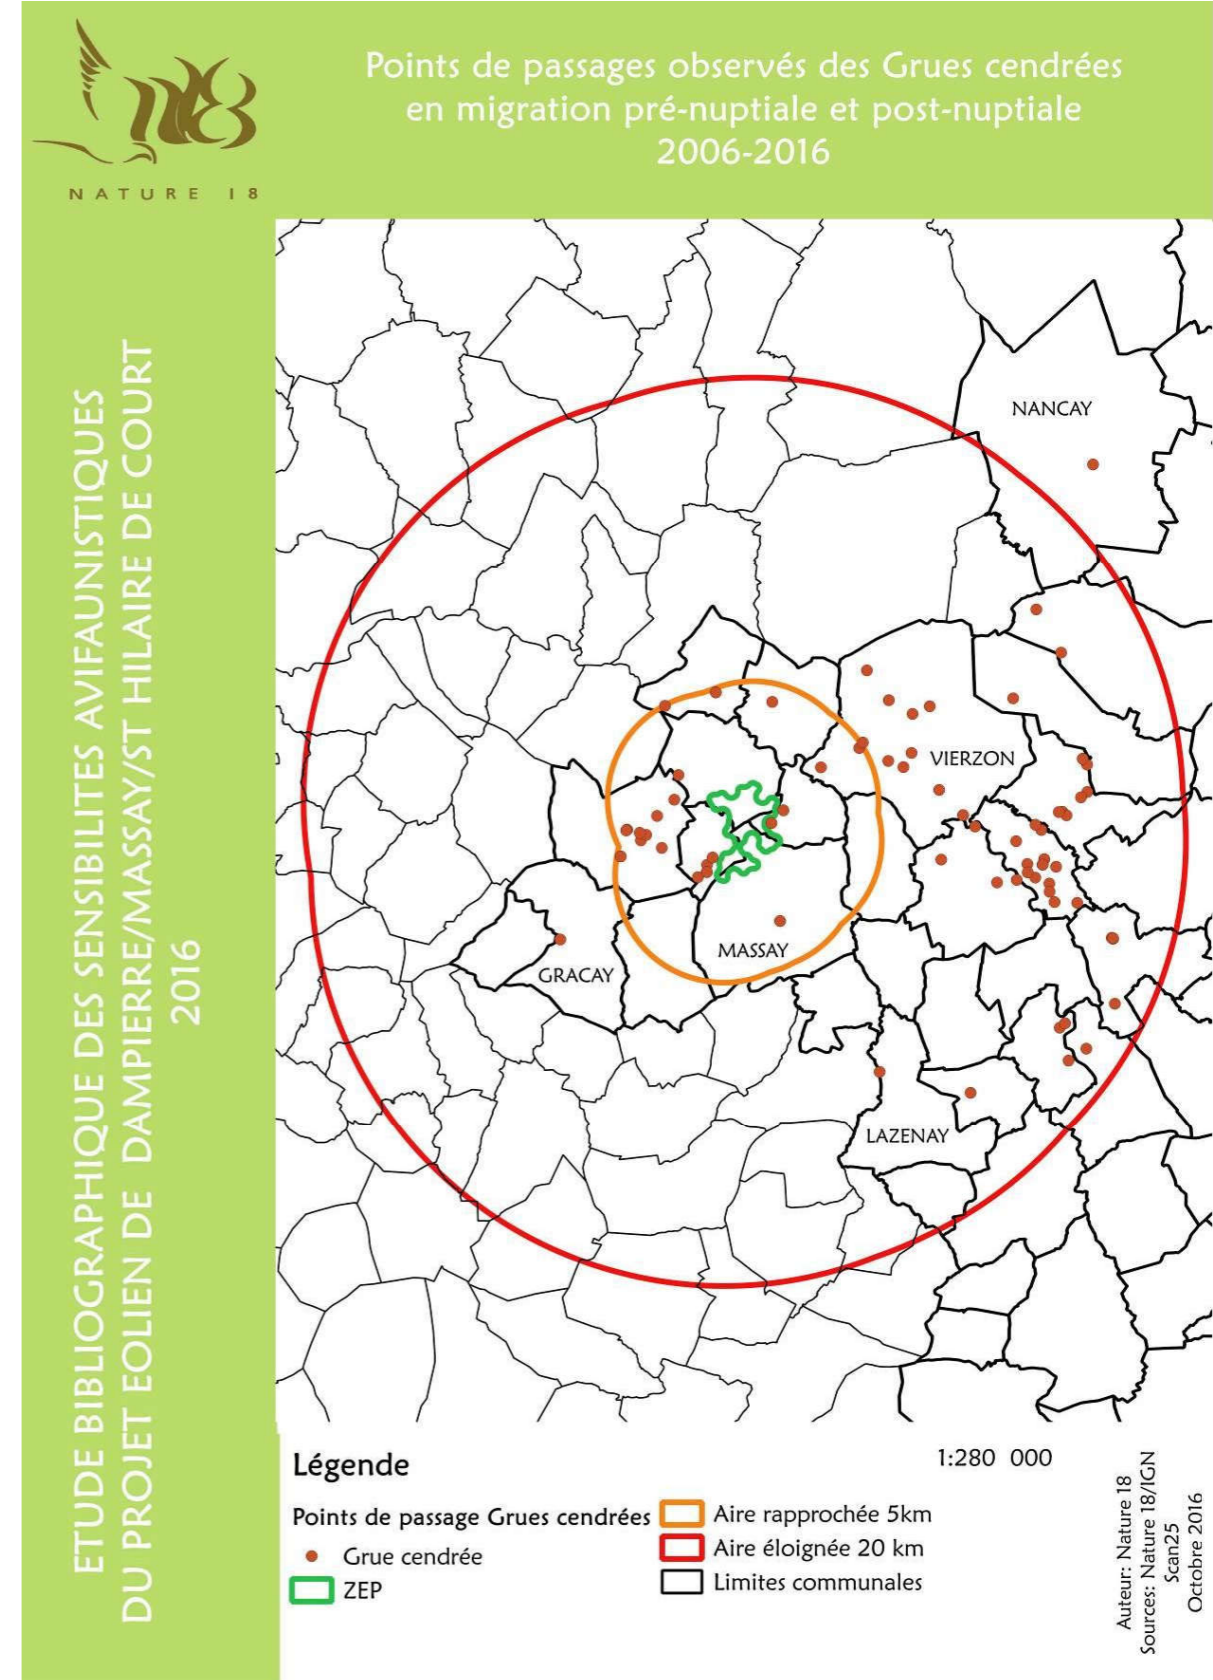 NATURE 18
Points de passages observés des Grues cendrées
en migration pré-nuptiale et post-nuptiale
2006-2016
ETUDE BIBLIOGRAPHIQUE DES SENSIBILITES AVIFAUNISTIQUES
DU PROJET EOLIEN DE DAMPIERRE/MASSAY/ST HILAIRE DE COURT
2016
NANCAY
VIERZON
MASSAY
GRACAY
LAZENAY
Légende
1:280 000
Points de passage Grues cendrées
Grue cendrée
ZEP
Aire rapprochée 5km
Aire éloignée 20 km
Limites communales
Auteur: Nature 18
Sources: Nature 18/IGN
Scan25
Octobre 2016